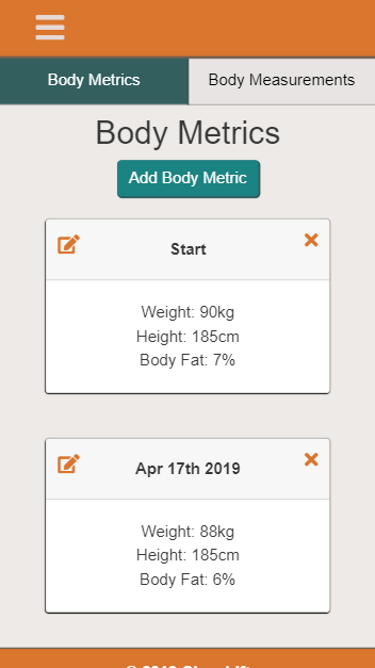 Body Metrics
Body Measurements
Body Metrics
Add Body Metric
Start
Weight: 90kg
Height: 185cm
Body Fat: 7%
Apr 17th 2019
Weight: 88kg
Height: 185cm
Body Fat: 6%